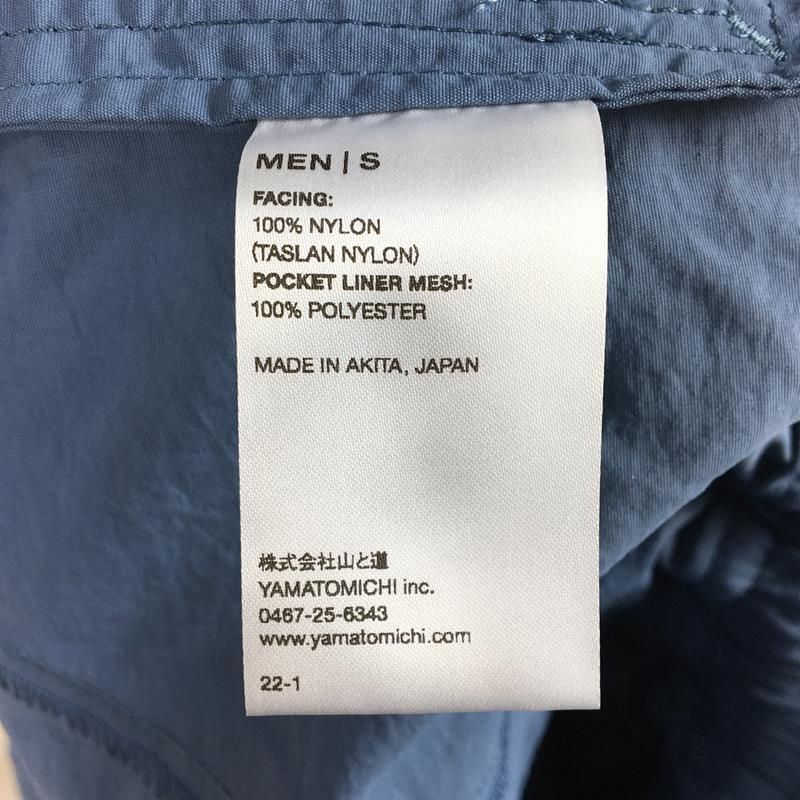 MEN | S
FACING:
100% NYLON
(TASLAN NYLON)
POCKET LINER MESH:
100% POLYESTER
MADE IN AKITA, JAPAN
株式会社山と道
YAMATOMICHI inc.
0467-25-6343
www.yamatomichi.com
22-1